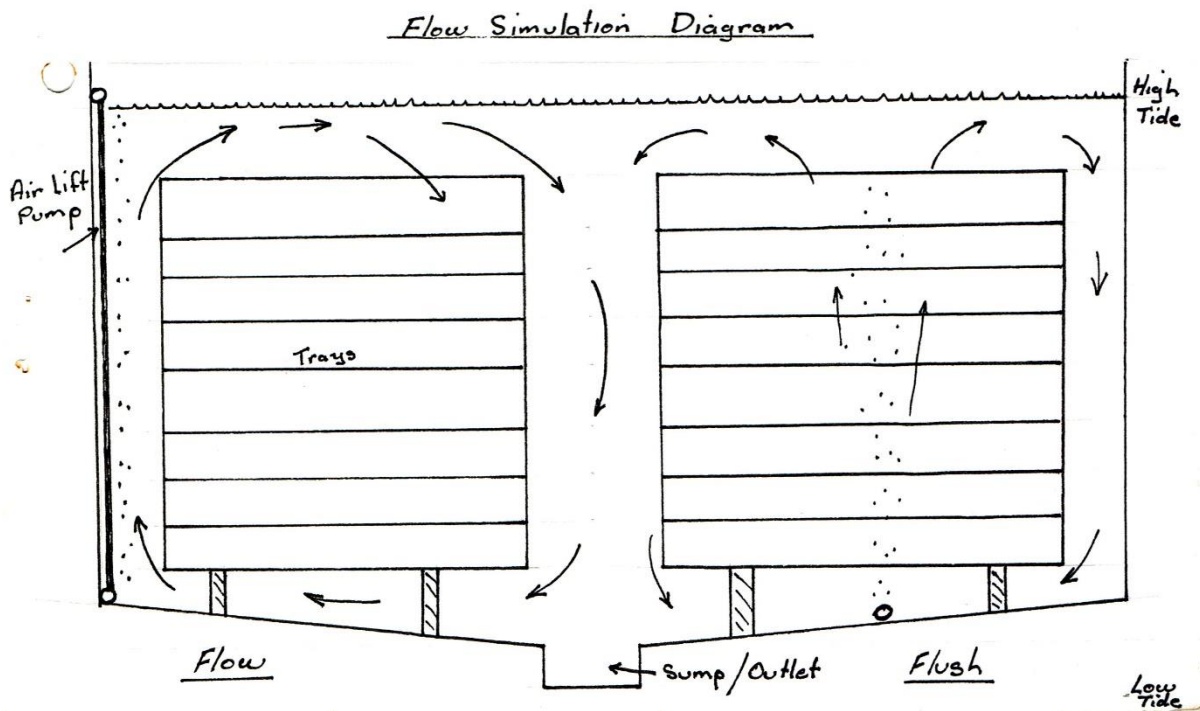 Flow Simulation Diagram
High
Tide
Air Lift
Pump
Trays
Flow
Sump/Outlet
Flush
Low
Tide